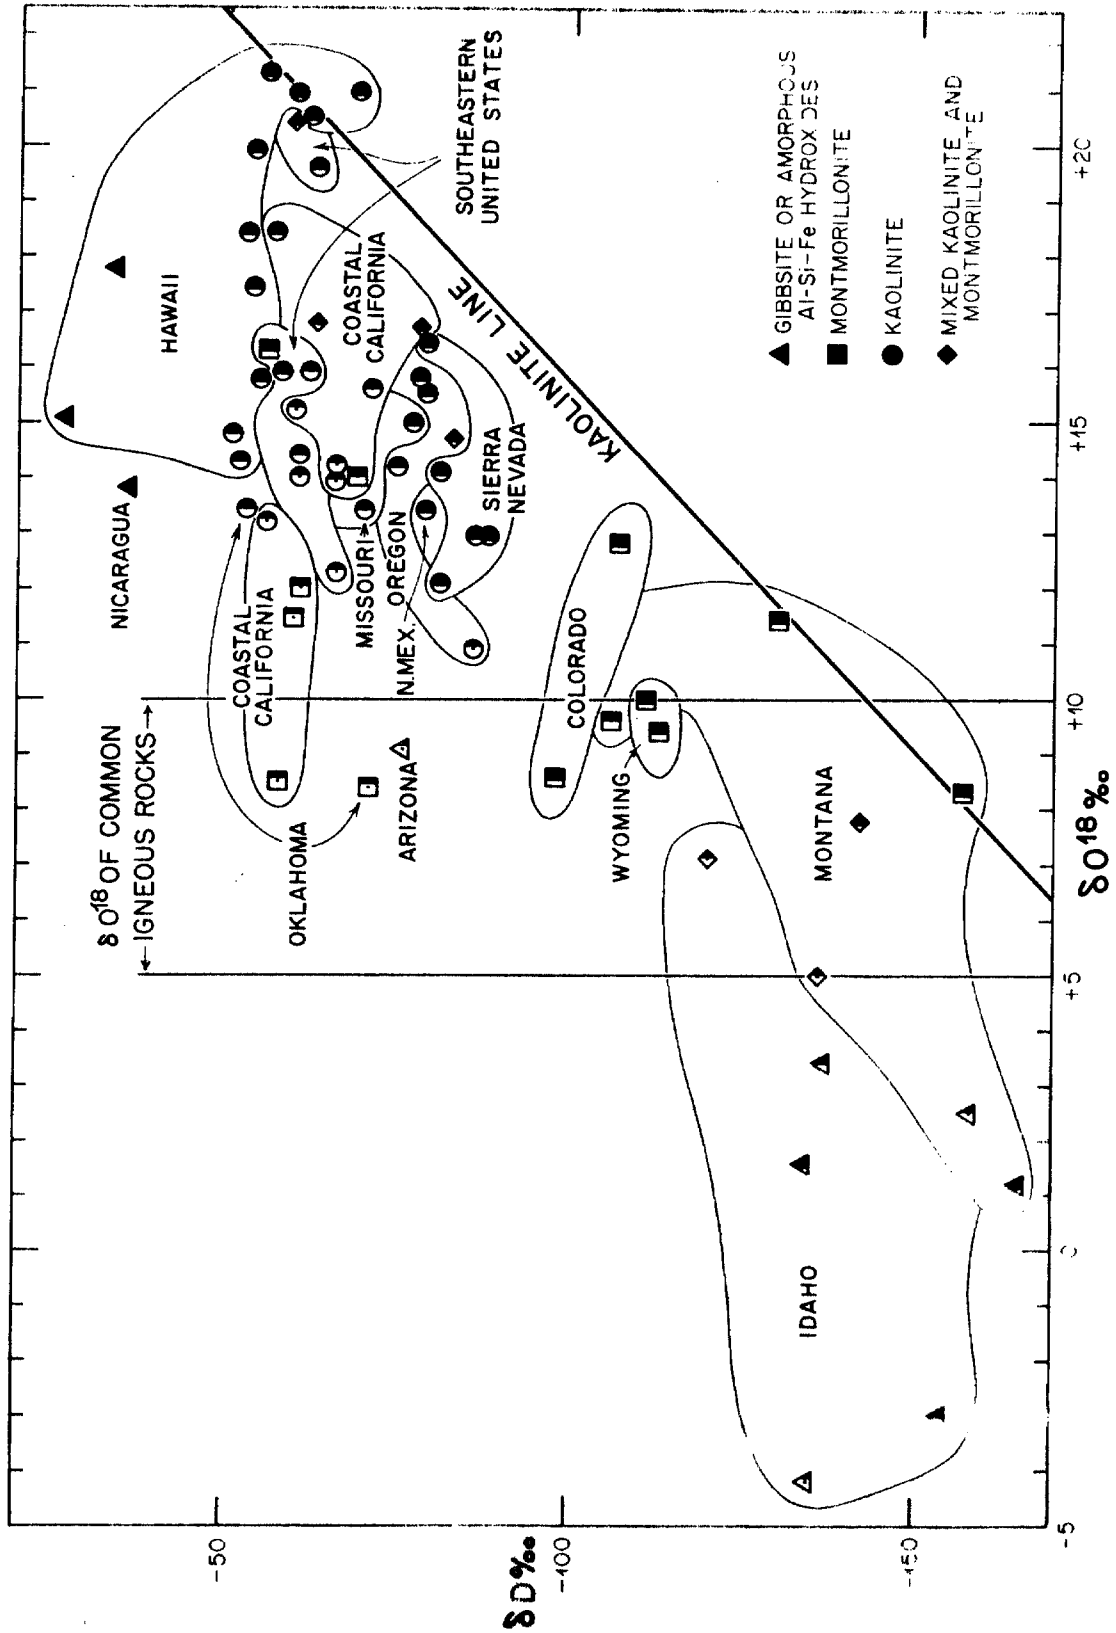 δ O¹⁸ OF COMMON
IGNEOUS ROCKS
NICARAGUA
HAWAII
COASTAL
CALIFORNIA
OKLAHOMA
ARIZONA
MISSOURI
N.MEX.
OREGON
SIERRA
NEVADA
COASTAL
CALIFORNIA
SOUTHEASTERN
UNITED STATES
KAOLINITE LINE
COLORADO
WYOMING
MONTANA
IDAHO
GIBBSITE OR AMORPHOUS
Al-Si-Fe HYDROXIDES
MONTMORILLONITE
KAOLINITE
MIXED KAOLINITE AND
MONTMORILLONITE
δD‰
-50
-100
-150
-5
0
+5
+10
+15
+20
δO¹⁸‰